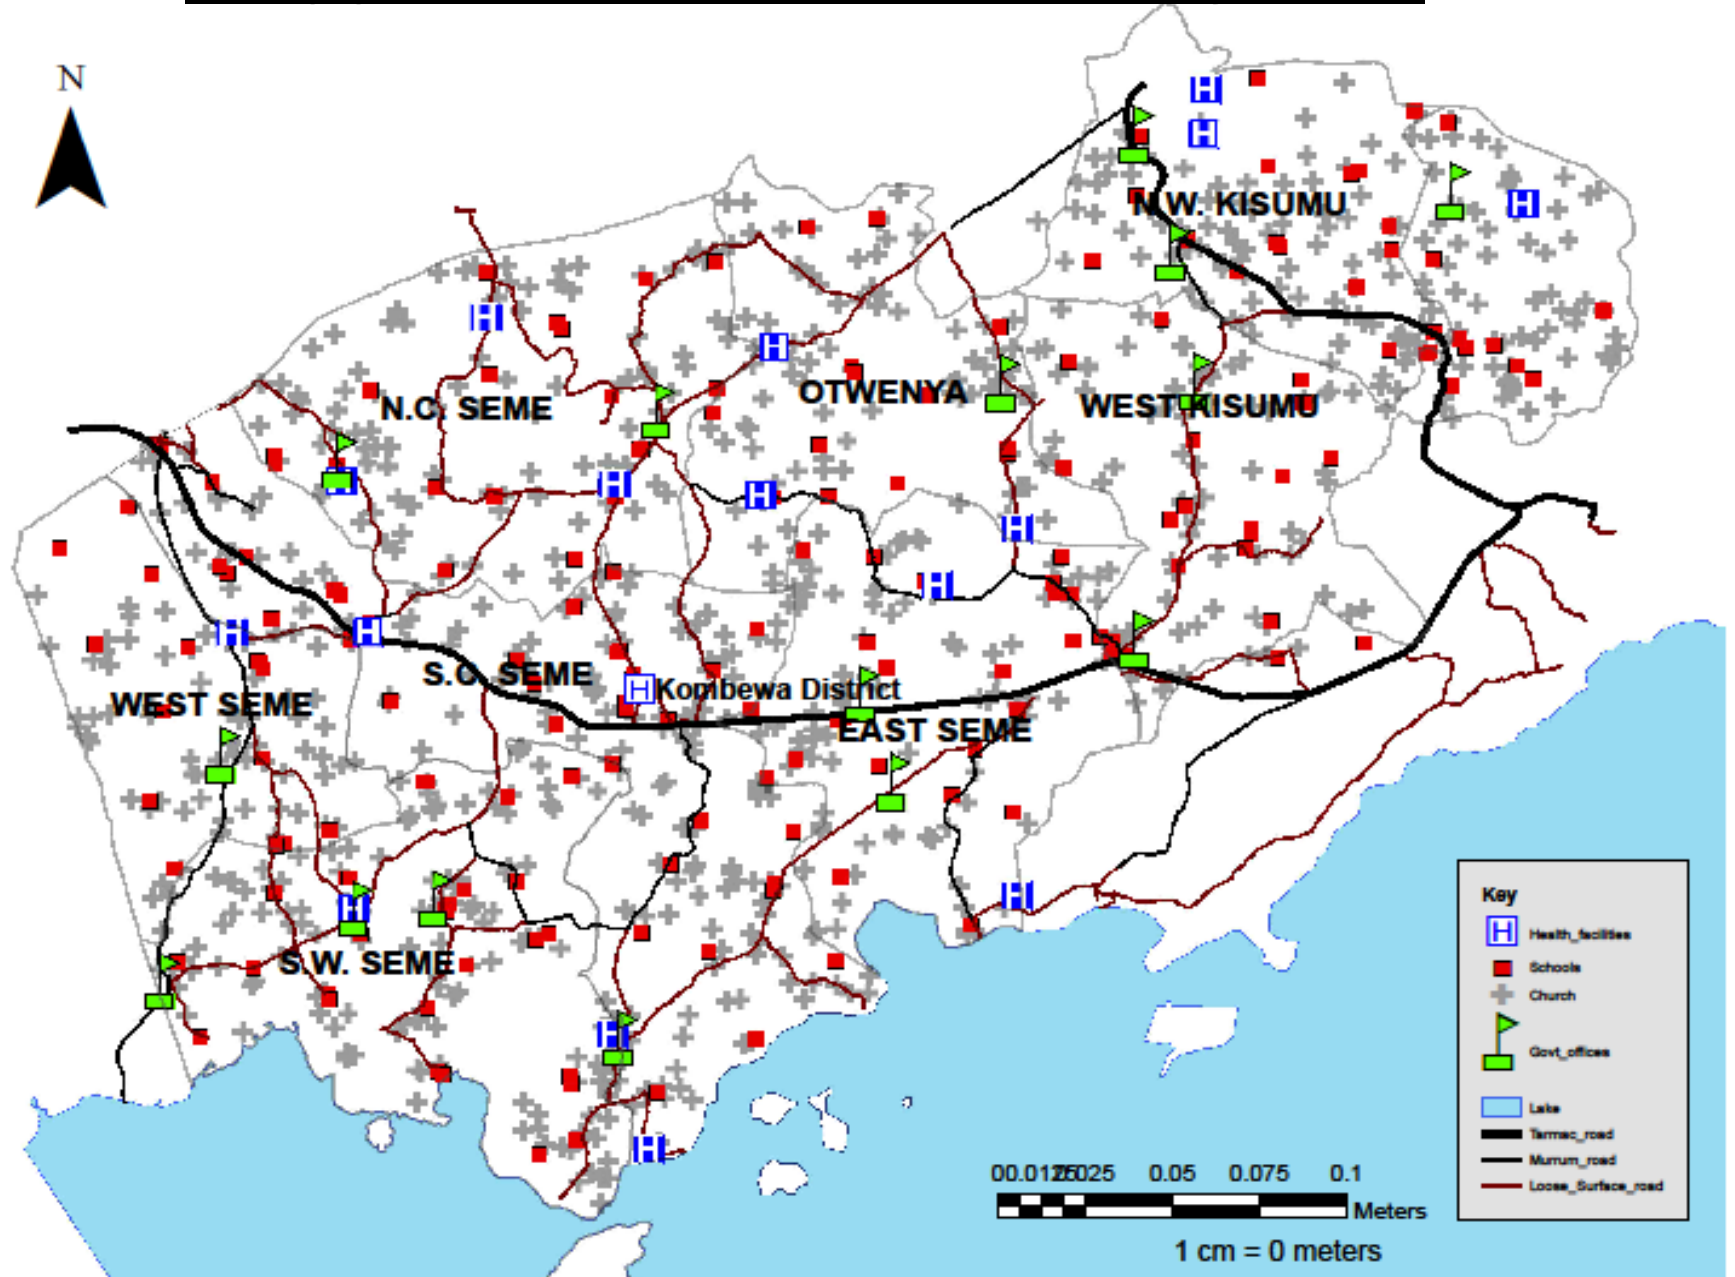 N
N.W. KISUMU
N.C. SEME
OTWENYA
WEST KISUMU
S.C. SEME
Kombewa District
WEST SEME
EAST SEME
S.W. SEME
Key
Health_facilities
Schools
Church
Govt_offices
Lake
Tarmac_road
Murrum_road
Loose_Surface_road
0.05 0.075 0.1
Meters
1 cm = 0 meters